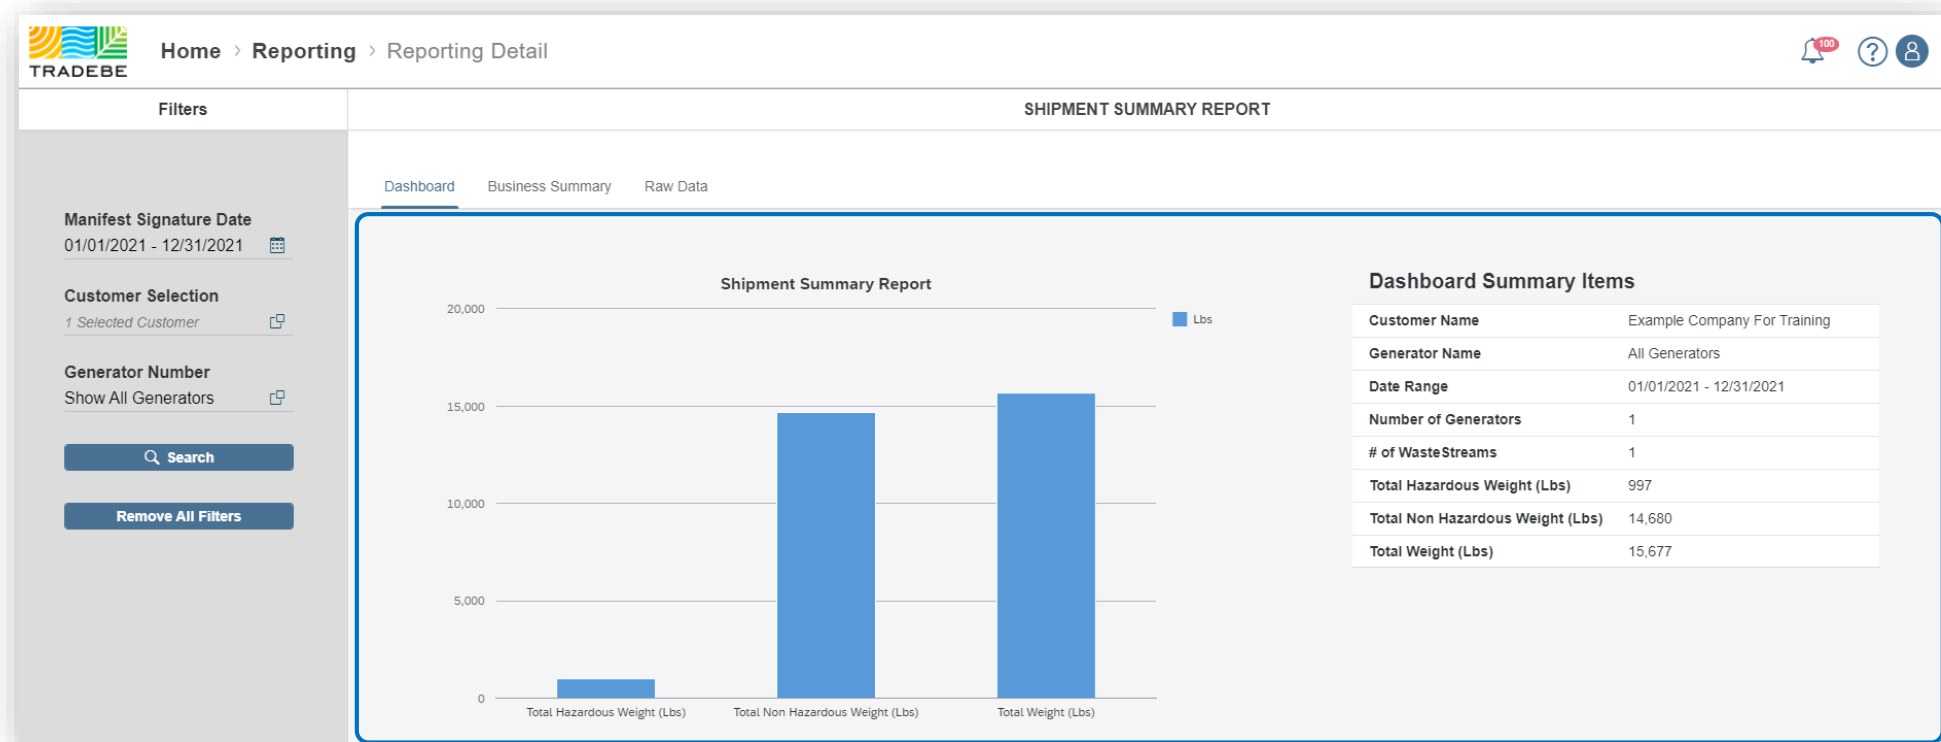 TRADEBE
Home > Reporting > Reporting Detail
100
Filters
SHIPMENT SUMMARY REPORT
Manifest Signature Date
01/01/2021 - 12/31/2021
Customer Selection
1 Selected Customer
Generator Number
Show All Generators
Search
Remove All Filters
Dashboard Business Summary Raw Data
Shipment Summary Report
20,000
15,000
10,000
5,000
0
Lbs
Total Hazardous Weight (Lbs) Total Non Hazardous Weight (Lbs) Total Weight (Lbs)
Dashboard Summary Items
Customer Name Example Company For Training
Generator Name All Generators
Date Range 01/01/2021 - 12/31/2021
Number of Generators 1
# of WasteStreams 1
Total Hazardous Weight (Lbs) 997
Total Non Hazardous Weight (Lbs) 14,680
Total Weight (Lbs) 15,677